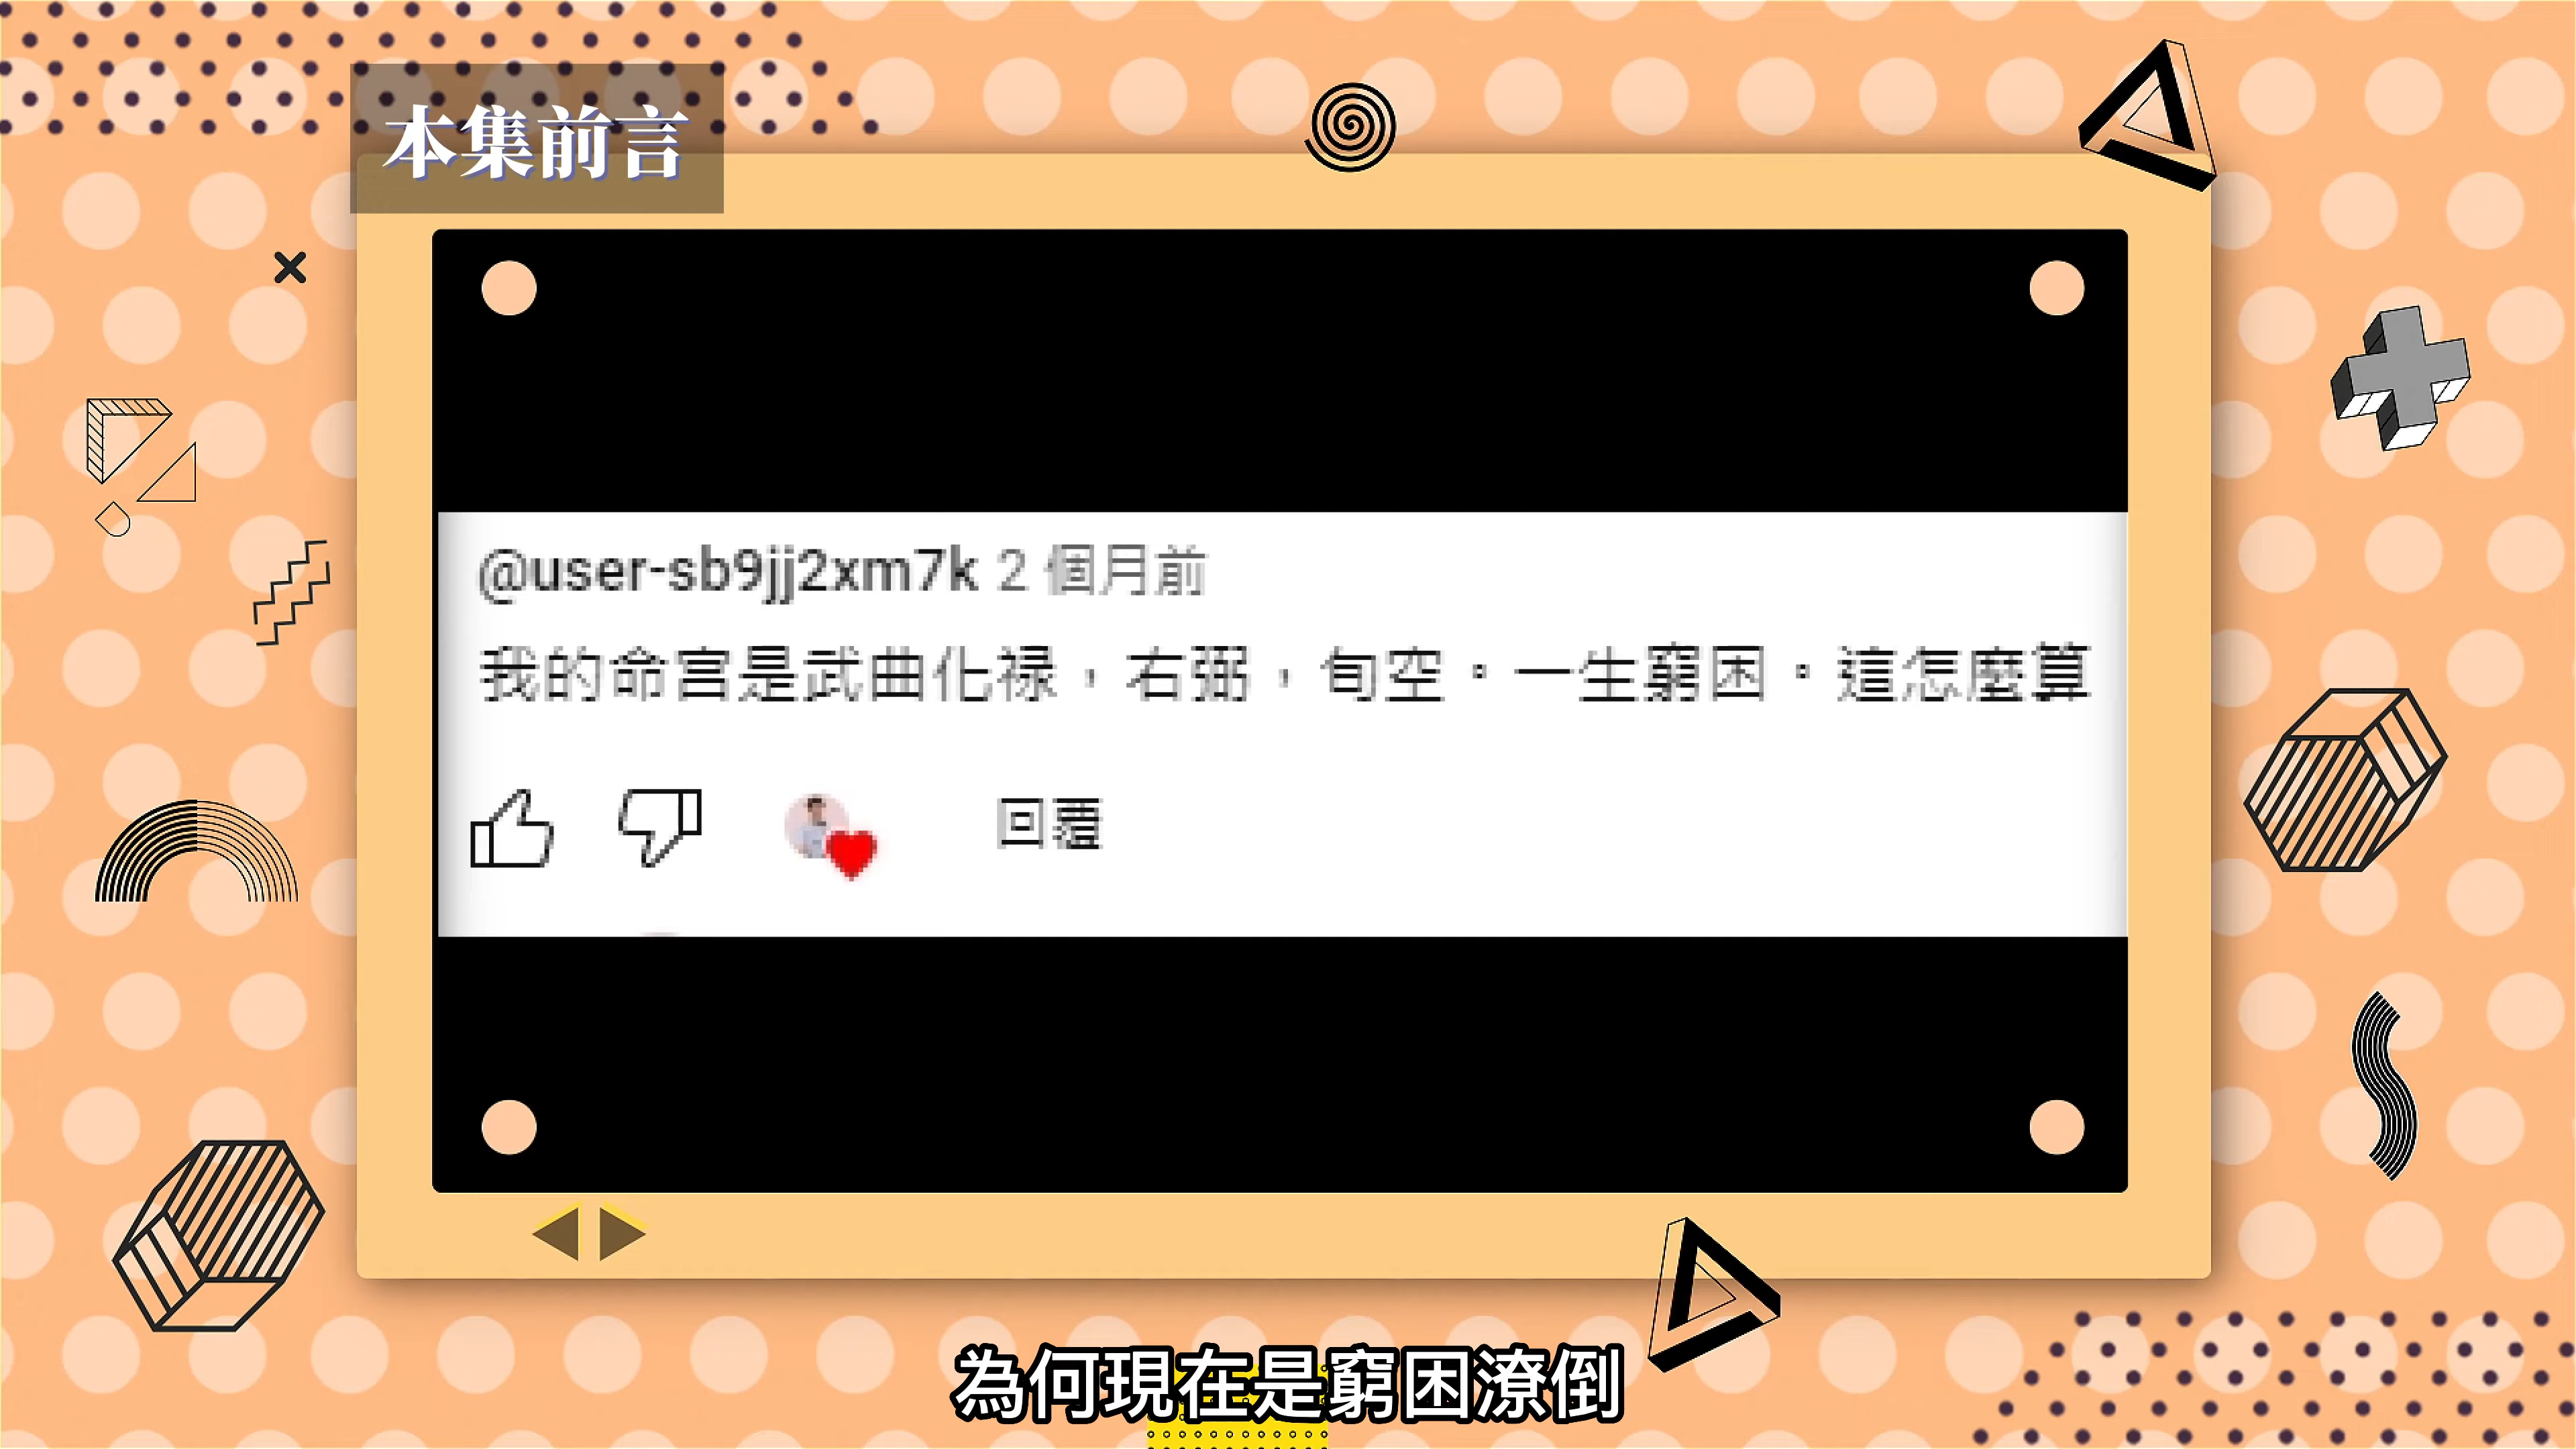 本集前言
@user-sb9jj2xm7k 2 個月前
我的命宮是武曲化禄，右弼，旬空。一生窮困。這怎麼算
回覆
為何現在是窮困潦倒